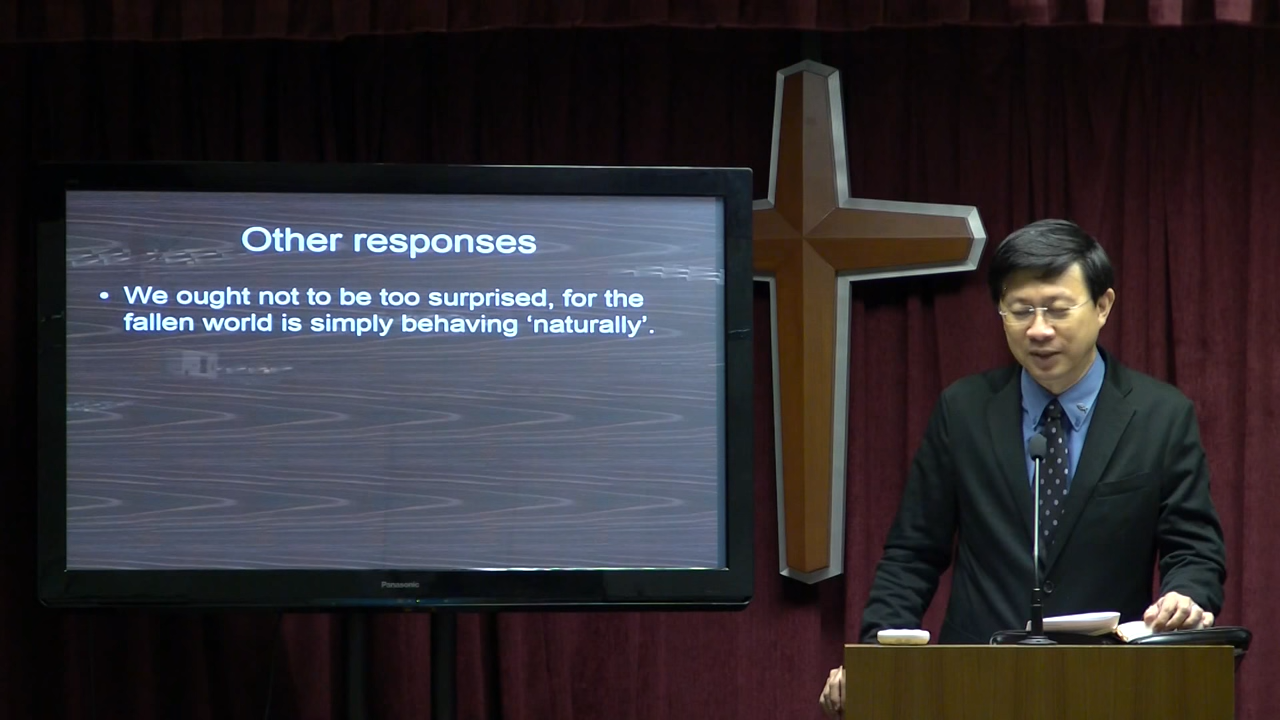 Other responses
• We ought not to be too surprised, for the
fallen world is simply behaving ‘naturally’.
Panasonic